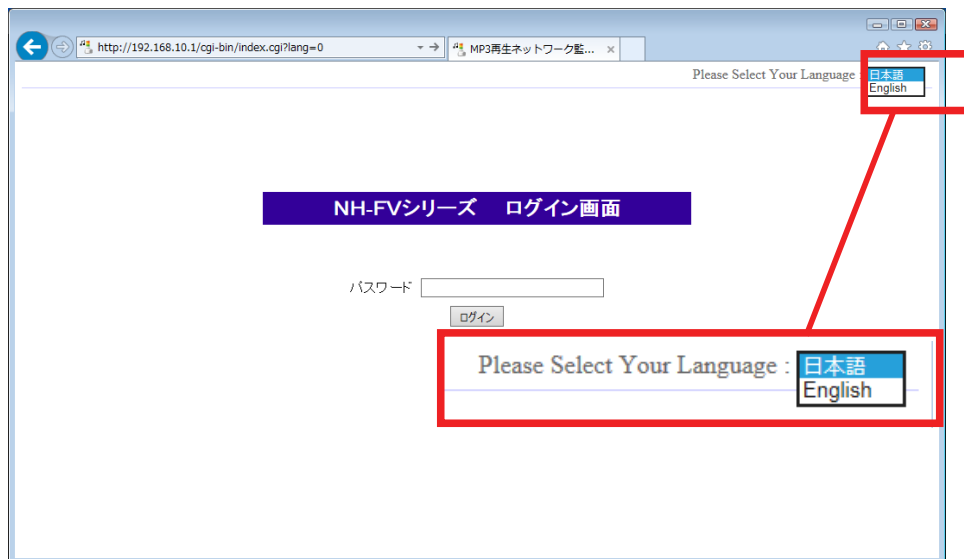 http://192.168.10.1/cgi-bin/index.cgi?lang=0
MP3再生ネットワーク監...
Please Select Your Language : 日本語
English
NH-FVシリーズ ログイン画面
パスワード
ログイン
Please Select Your Language : 日本語
English